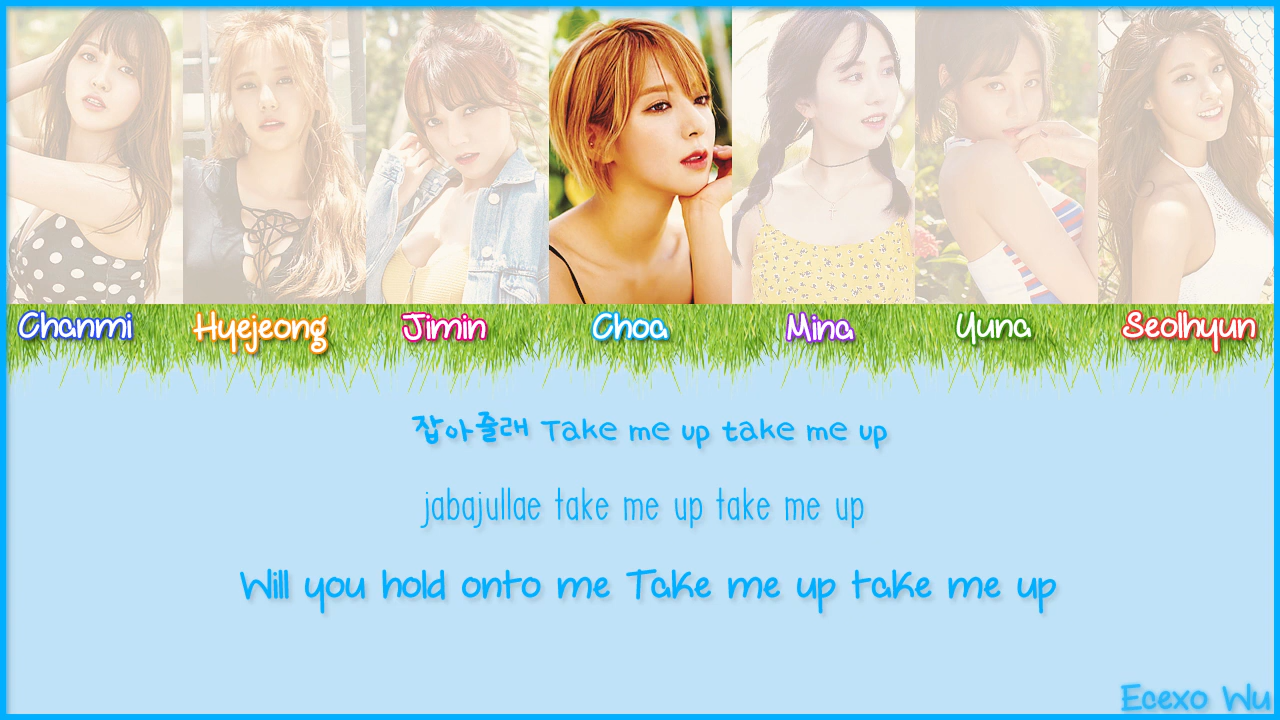 Chanmi Hyejeong Jimin Choa Mina Yuna Seolhyun
잡아줄래 Take me up take me up
jabajullae take me up take me up
Will you hold onto me Take me up take me up
Ecexo Wu